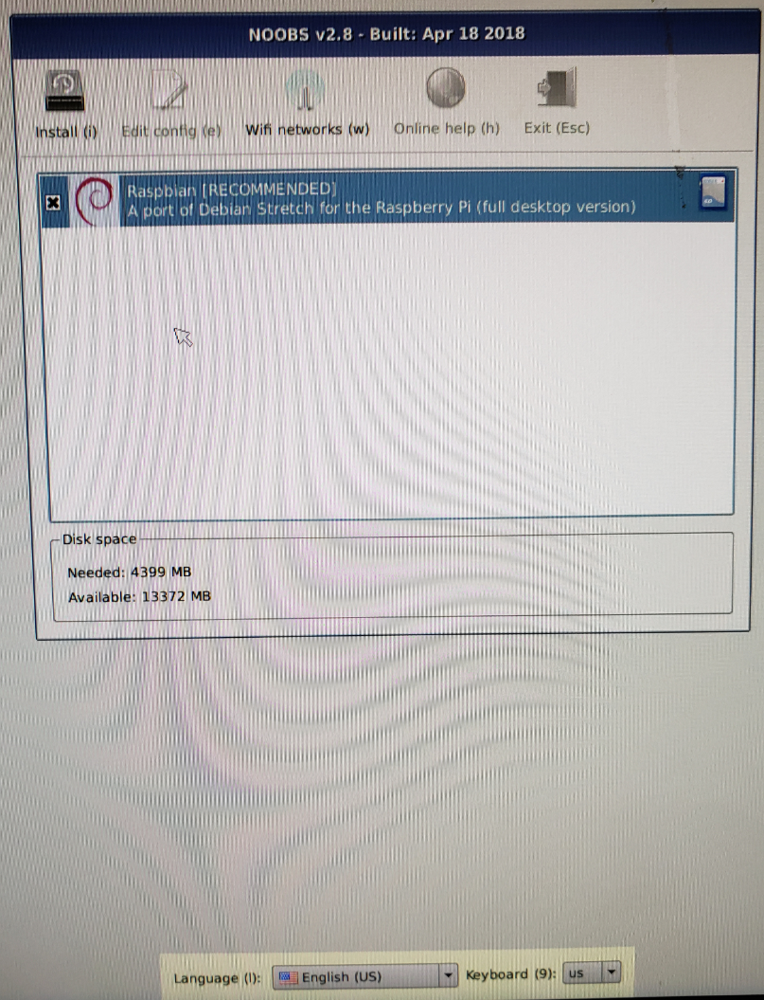 NOOBS v2.8 - Built: Apr 18 2018
Install (i) Edit config (e) Wifi networks (w) Online help (h) Exit (Esc)
Raspbian [RECOMMENDED]
A port of Debian Stretch for the Raspberry Pi (full desktop version)
Disk space
Needed: 4399 MB
Available: 13372 MB
Language (l): English (US) Keyboard (9): us